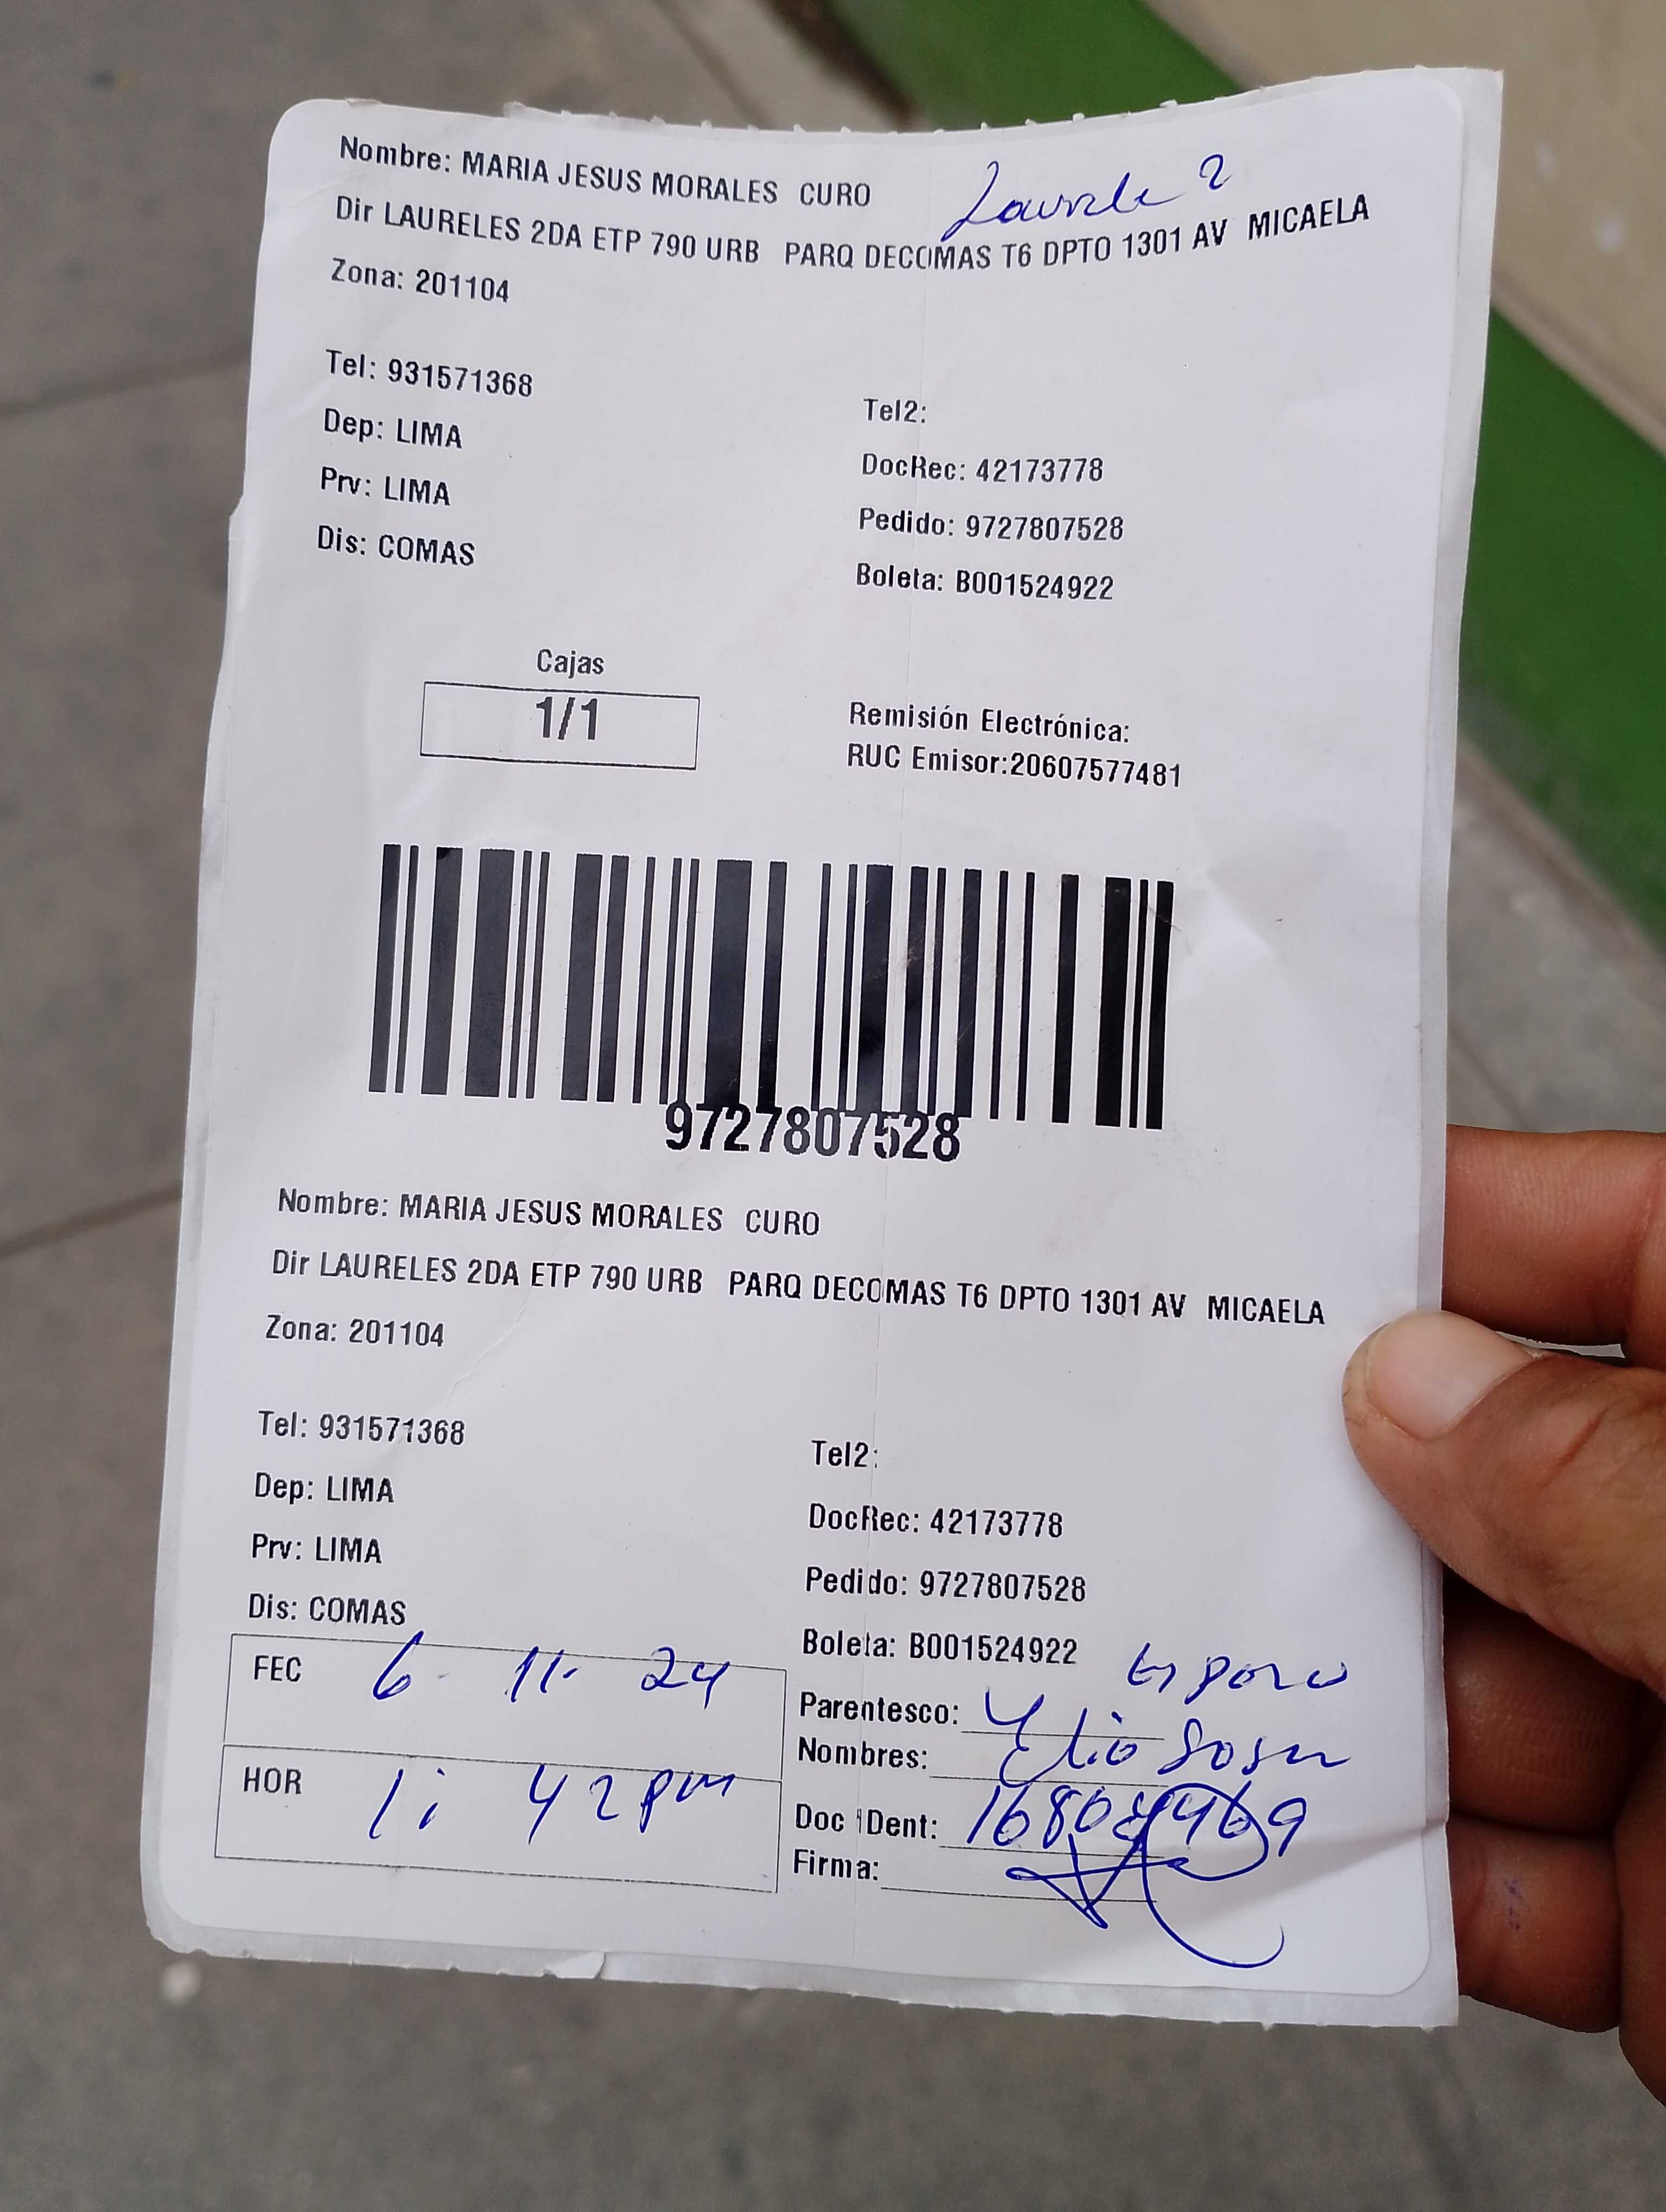 Laurele 2
Nombre: MARIA JESUS MORALES CURO
Dir LAURELES 2DA ETP 790 URB PARQ DECOMAS T6 DPTO 1301 AV MICAELA
Zona: 201104
Tel: 931571368
Tel2:
Dep: LIMA
DocRec: 42173778
Prv: LIMA
Pedido: 9727807528
Dis: COMAS
Boleta: B001524922
Cajas
1/1
Remisión Electrónica:
RUC Emisor:20607577481
9727807528
Nombre: MARIA JESUS MORALES CURO
Dir LAURELES 2DA ETP 790 URB PARQ DECOMAS T6 DPTO 1301 AV MICAELA
Zona: 201104
Tel: 931571368
Tel2:
Dep: LIMA
DocRec: 42173778
Prv: LIMA
Pedido: 9727807528
Dis: COMAS
Boleta: B001524922
FEC 6- 11- 24
Parentesco:
Nombres: Elio Sosa
HOR 1: 42 pm
Doc IDent:
Firma: